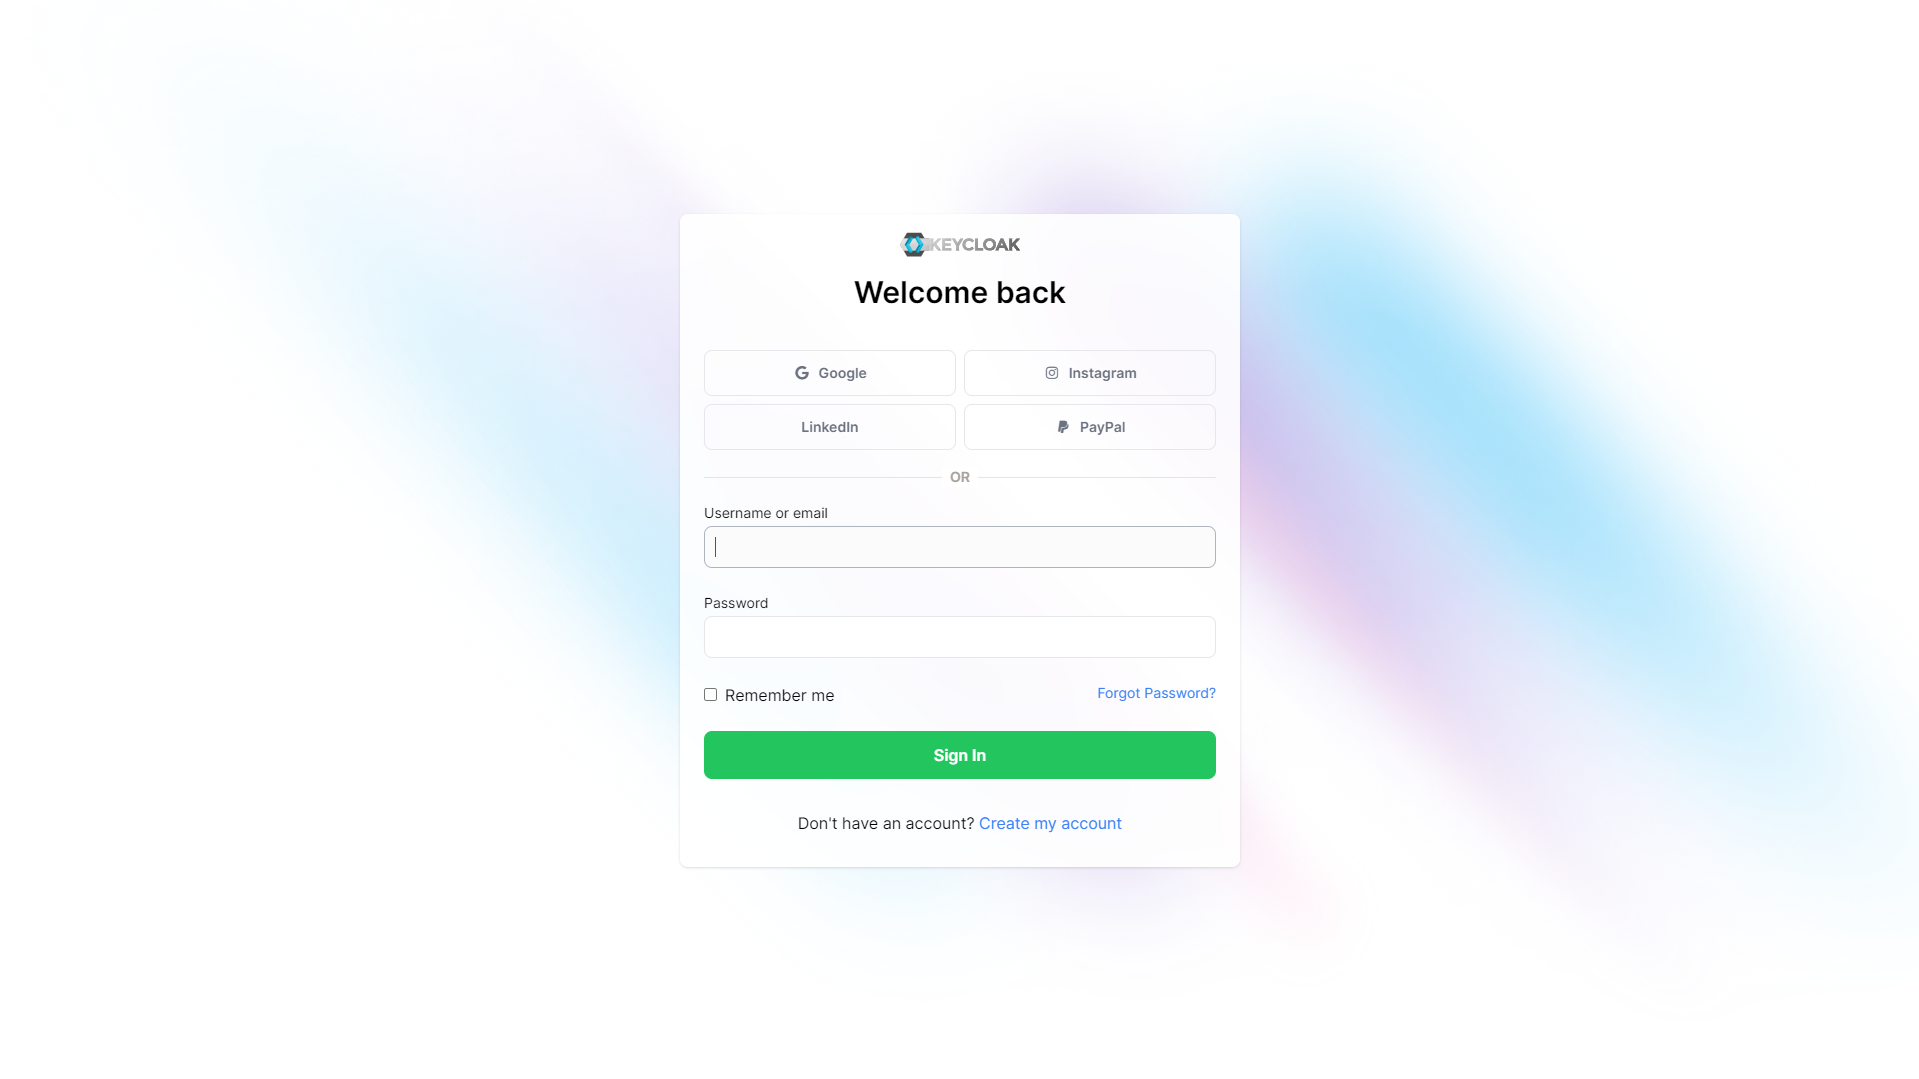 KEYCLOAK
Welcome back
Google
Instagram
LinkedIn
PayPal
OR
Username or email
Password
Remember me
Forgot Password?
Sign In
Don't have an account? Create my account